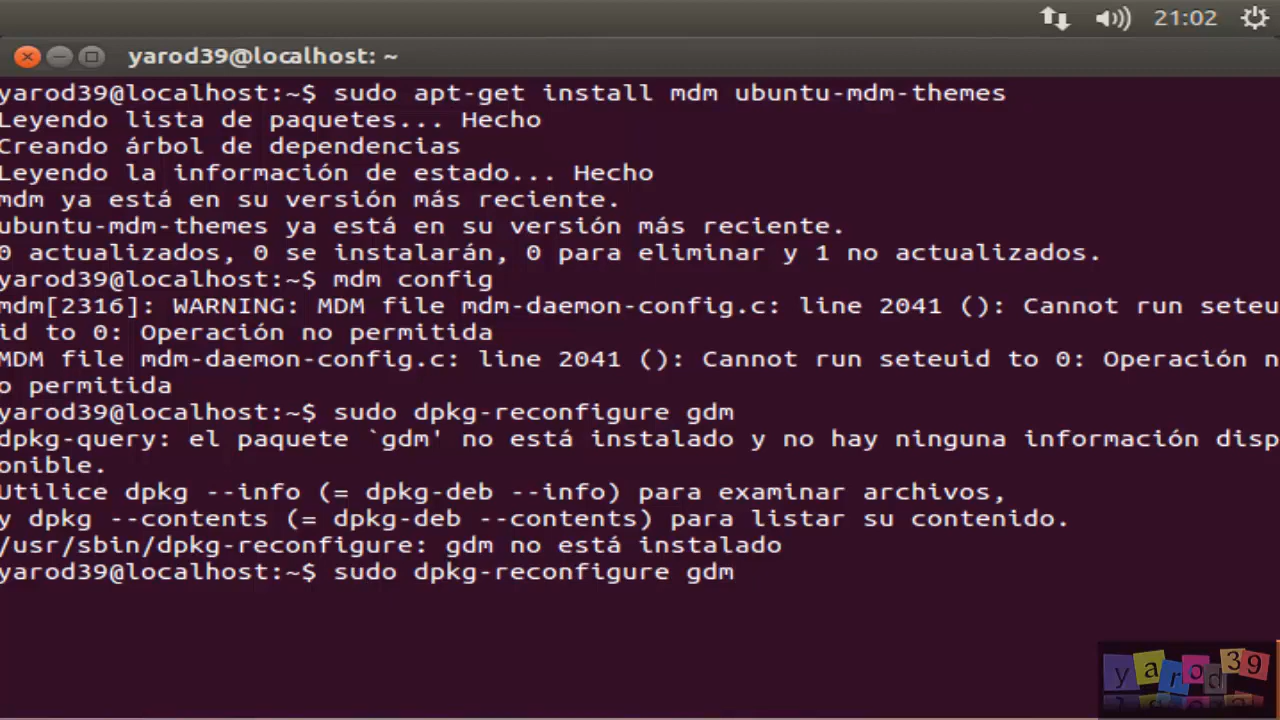 21:02
yarod39@localhost: ~
yarod39@localhost:~$ sudo apt-get install mdm ubuntu-mdm-themes
Leyendo lista de paquetes... Hecho
Creando árbol de dependencias
Leyendo la información de estado... Hecho
mdm ya está en su versión más reciente.
ubuntu-mdm-themes ya está en su versión más reciente.
0 actualizados, 0 se instalarán, 0 para eliminar y 1 no actualizados.
yarod39@localhost:~$ mdm config
mdm[2316]: WARNING: MDM file mdm-daemon-config.c: line 2041 (): Cannot run seteu
id to 0: Operación no permitida
MDM file mdm-daemon-config.c: line 2041 (): Cannot run seteuid to 0: Operación n
o permitida
yarod39@localhost:~$ sudo dpkg-reconfigure gdm
dpkg-query: el paquete `gdm' no está instalado y no hay ninguna información disp
onible.
Utilice dpkg --info (= dpkg-deb --info) para examinar archivos,
y dpkg --contents (= dpkg-deb --contents) para listar su contenido.
/usr/sbin/dpkg-reconfigure: gdm no está instalado
yarod39@localhost:~$ sudo dpkg-reconfigure gdm
yarod39